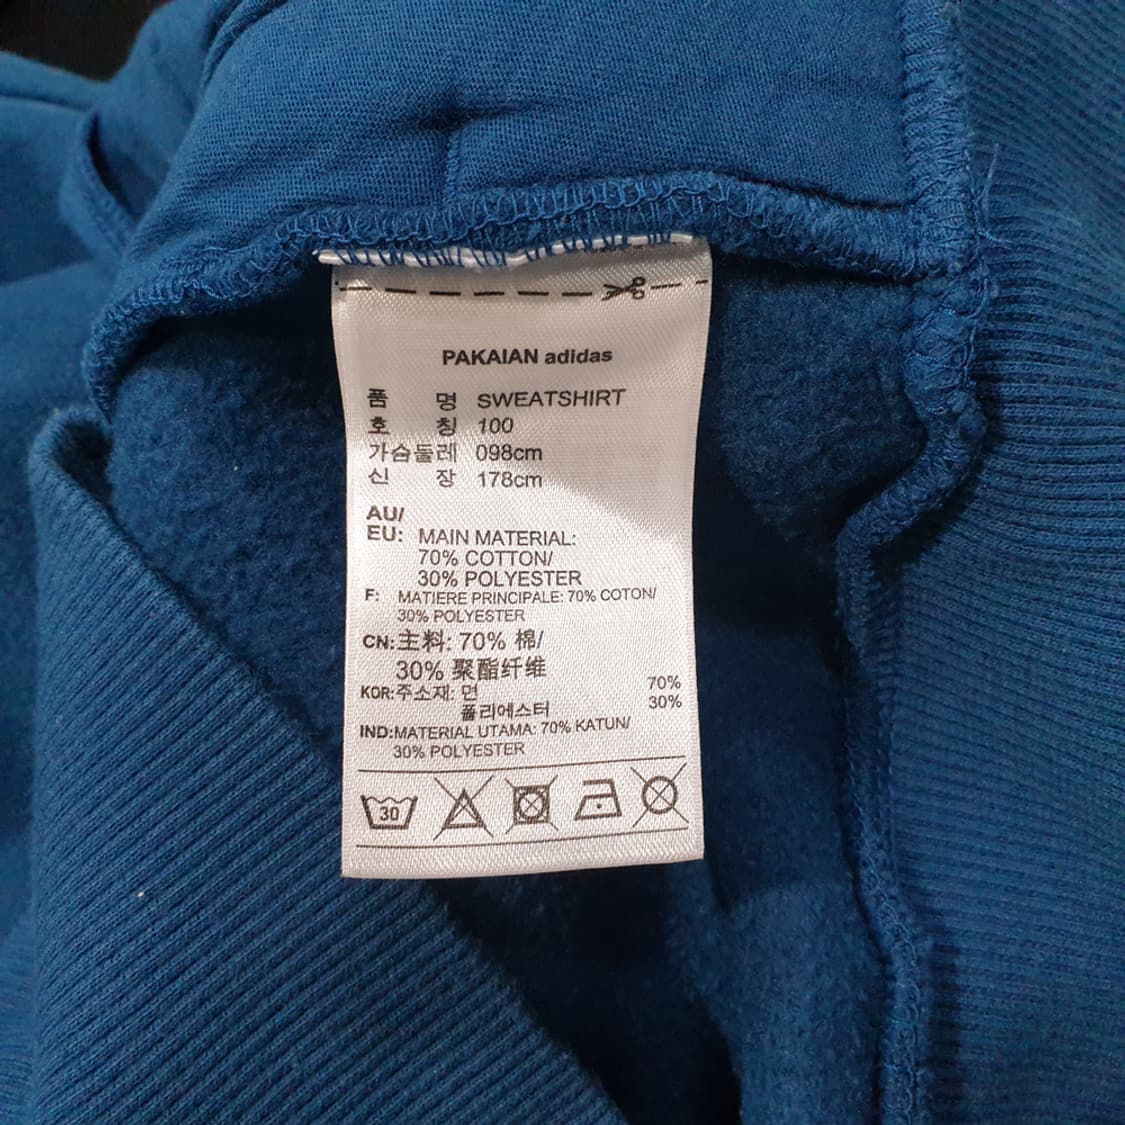 PAKAIAN adidas
품 명 SWEATSHIRT
호 칭 100
가슴둘레 098cm
신 장 178cm
AU/
EU: MAIN MATERIAL:
70% COTTON/
30% POLYESTER
F: MATIERE PRINCIPALE: 70% COTON/
30% POLYESTER
CN:主料: 70% 棉/
30% 聚酯纤维
KOR:주소재: 면 70%
폴리에스터 30%
IND:MATERIAL UTAMA: 70% KATUN/
30% POLYESTER
30